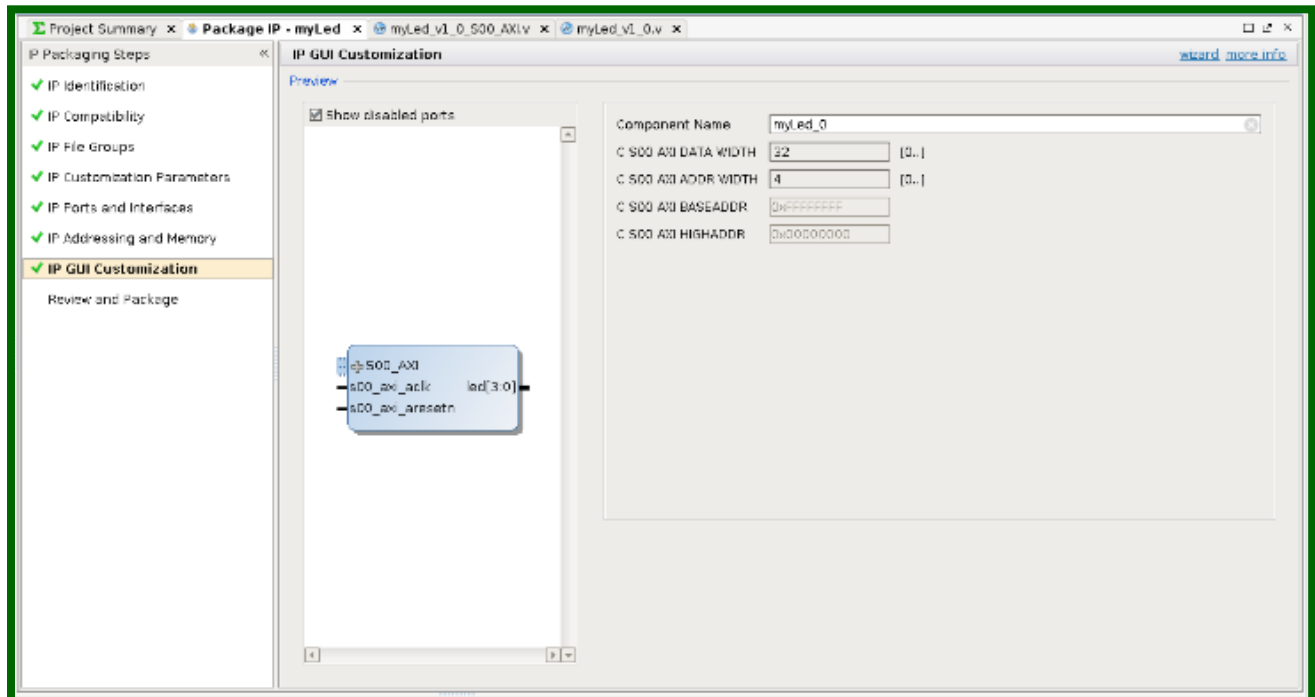 Project Summary × Package IP - myLed × myLed_v1_0_S00_AXI.v × myLed_v1_0.v ×
IP Packaging Steps «
IP Identification
IP Compatibility
IP File Groups
IP Customization Parameters
IP Ports and Interfaces
IP Addressing and Memory
IP GUI Customization
Review and Package
IP GUI Customization wizard more info
Preview
Show disabled ports
S00_AXI
s00_axi_aclk led[3:0]
s00_axi_aresetn
Component Name myLed_0
C S00 AXI DATA WIDTH 32 [0..]
C S00 AXI ADDR WIDTH 4 [0..]
C S00 AXI BASEADDR 0xFFFFFFFF
C S00 AXI HIGHADDR 0x00000000